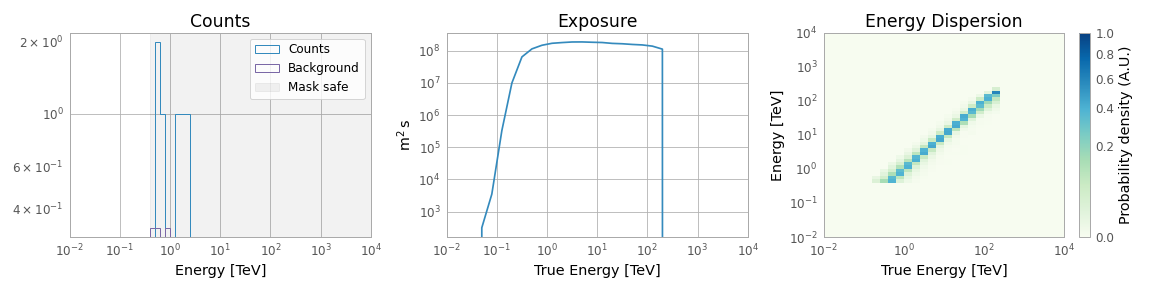 Counts
2 × 10⁰
10⁰
6 × 10⁻¹
4 × 10⁻¹
Counts
Background
Mask safe
10⁻² 10⁻¹ 10⁰ 10¹ 10² 10³ 10⁴
Energy [TeV]
Exposure
m² s
10⁸
10⁷
10⁶
10⁵
10⁴
10³
10⁻² 10⁻¹ 10⁰ 10¹ 10² 10³ 10⁴
True Energy [TeV]
Energy Dispersion
Energy [TeV]
10⁴
10³
10²
10¹
10⁰
10⁻¹
10⁻²
10⁻² 10⁰ 10² 10⁴
True Energy [TeV]
1.0
0.8
0.6
0.4
0.2
0.0
Probability density (A.U.)